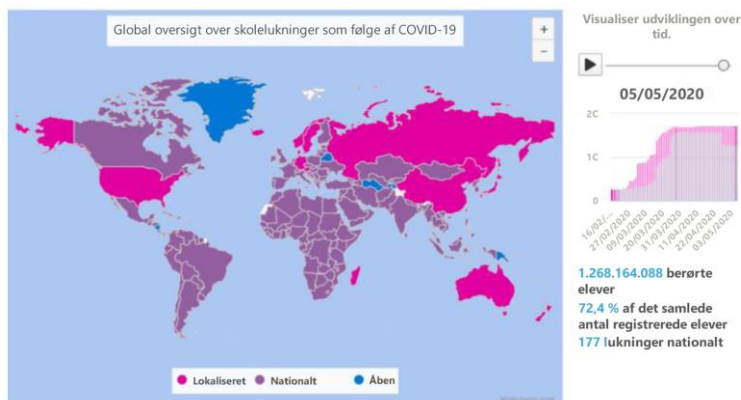 Global oversigt over skolelukninger som følge af COVID-19
+
−
Lokaliseret
Nationalt
Åben
Visualiser udviklingen over
tid.
05/05/2020
2C
1C
0
16/02/...
27/02/2020
09/03/2020
20/03/2020
31/03/2020
11/04/2020
22/04/2020
03/05/2020
1.268.164.088 berørte
elever
72,4 % af det samlede
antal registrerede elever
177 lukninger nationalt